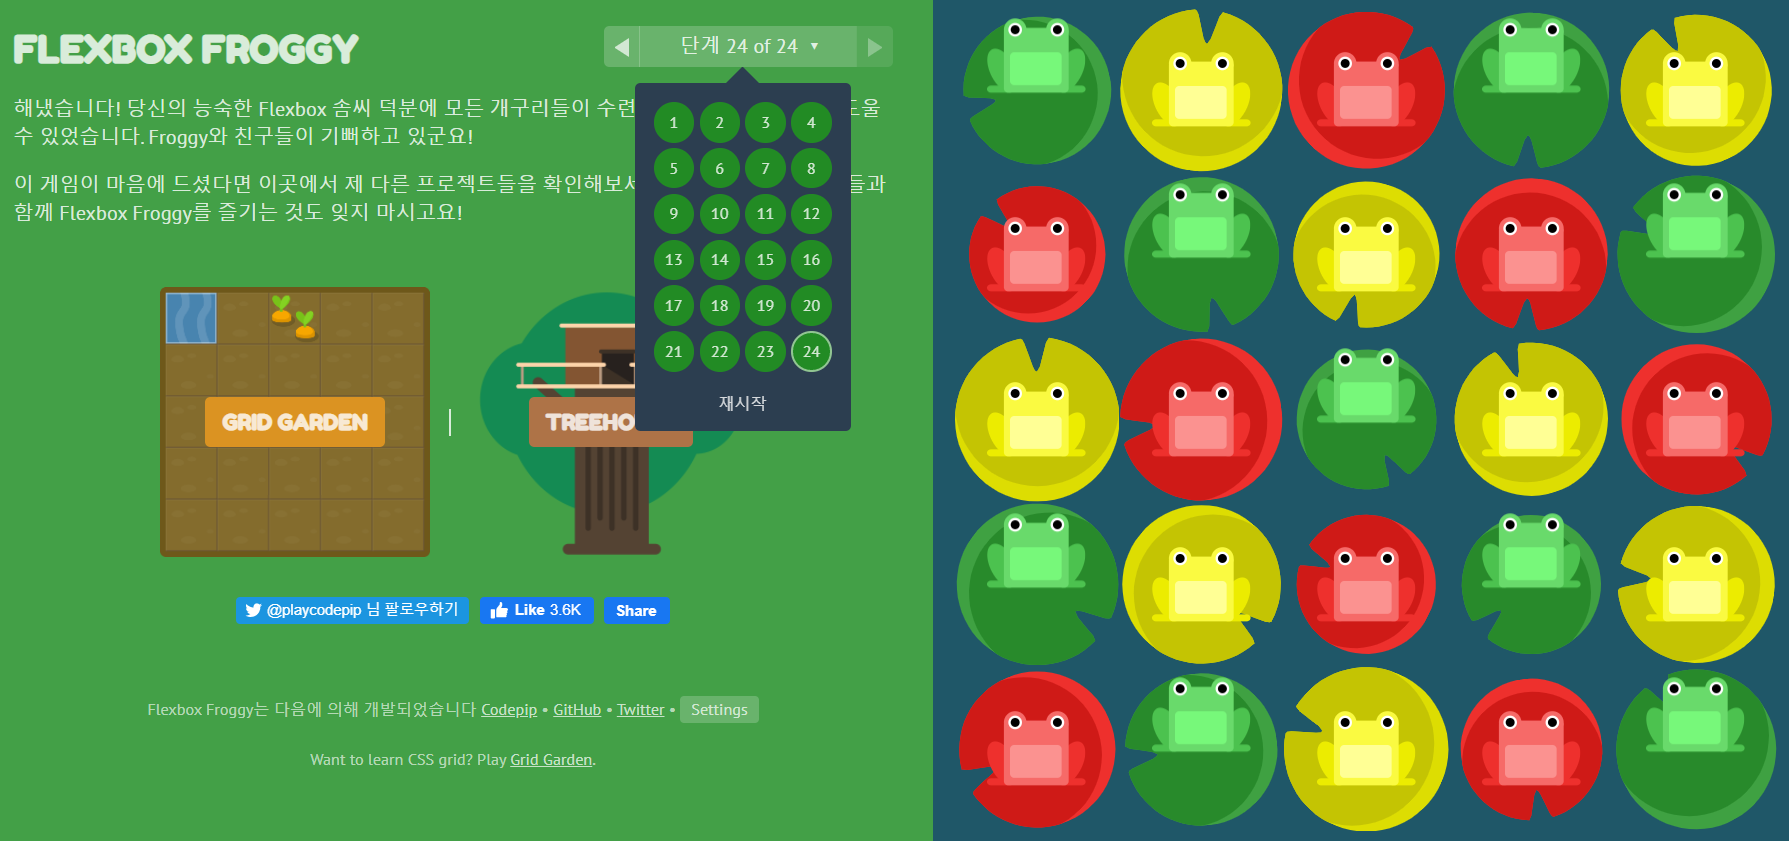 FLEXBOX FROGGY
단계 24 of 24
해냈습니다! 당신의 능숙한 Flexbox 솜씨 덕분에 모든 개구리들이 수련 도울
수 있었습니다. Froggy와 친구들이 기뻐하고 있군요!
이 게임이 마음에 드셨다면 이곳에서 제 다른 프로젝트들을 확인해보세 들과
함께 Flexbox Froggy를 즐기는 것도 잊지 마시고요!
1 2 3 4
5 6 7 8
9 10 11 12
13 14 15 16
17 18 19 20
21 22 23 24
재시작
GRID GARDEN
TREEHO
@playcodepip 님 팔로우하기
Like 3.6K
Share
Flexbox Froggy는 다음에 의해 개발되었습니다 Codepip • GitHub • Twitter • Settings
Want to learn CSS grid? Play Grid Garden.